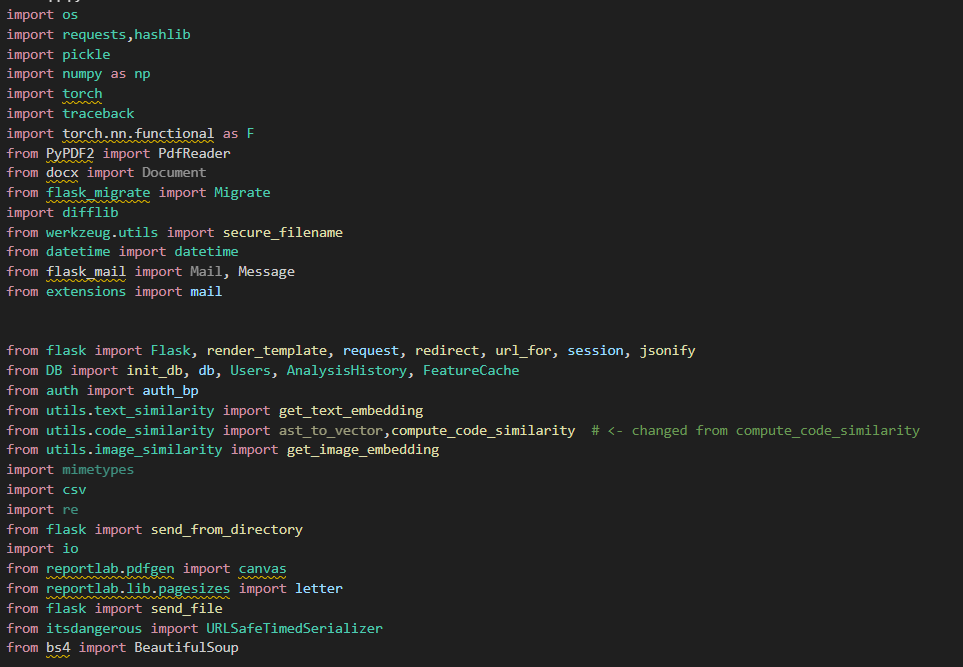 import os
import requests,hashlib
import pickle
import numpy as np
import torch
import traceback
import torch.nn.functional as F
from PyPDF2 import PdfReader
from docx import Document
from flask_migrate import Migrate
import difflib
from werkzeug.utils import secure_filename
from datetime import datetime
from flask_mail import Mail, Message
from extensions import mail
from flask import Flask, render_template, request, redirect, url_for, session, jsonify
from DB import init_db, db, Users, AnalysisHistory, FeatureCache
from auth import auth_bp
from utils.text_similarity import get_text_embedding
from utils.code_similarity import ast_to_vector,compute_code_similarity  # <- changed from compute_code_similarity
from utils.image_similarity import get_image_embedding
import mimetypes
import csv
import re
from flask import send_from_directory
import io
from reportlab.pdfgen import canvas
from reportlab.lib.pagesizes import letter
from flask import send_file
from itsdangerous import URLSafeTimedSerializer
from bs4 import BeautifulSoup